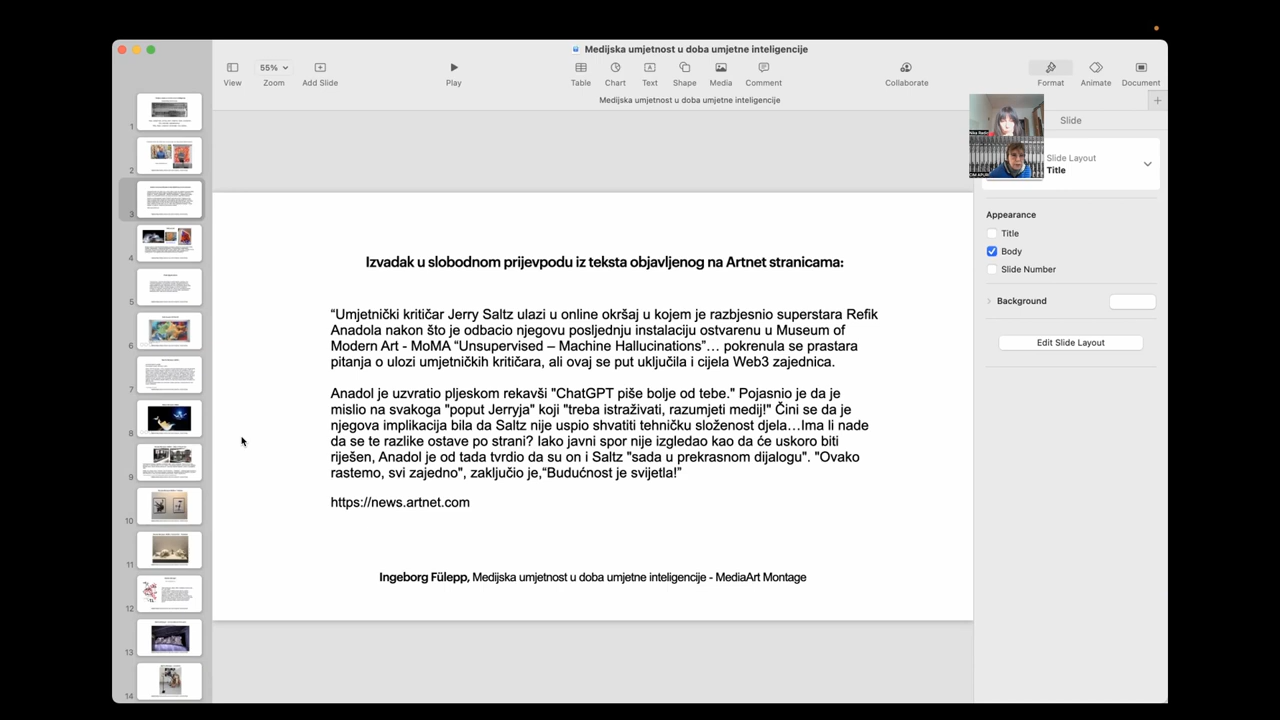 Medijska umjetnost u doba umjetne inteligencije
55%
View
Zoom
Add Slide
Play
Table
Chart
Text
Shape
Media
Comment
Collaborate
Format
Animate
Document
Medijska umjetnost u doba umjetne inteligencije
Slide
Slide Layout
Title
Appearance
Title
Body
Slide Number
Background
Edit Slide Layout
1
2
3
4
5
6
7
8
9
10
11
12
13
14
Izvadak u slobodnom prijevpodu iz teksta objavljenog na Artnet stranicama:
“Umjetnički kritičar Jerry Saltz ulazi u online okršaj u kojem je razbjesnio superstara Refik
Anadola nakon što je odbacio njegovu posljednju instalaciju ostvarenu u Museum of
Modern Art - MoMA “Unsupervised – Machine Hallucinations”… pokrenula se prastara
pitanja o ulozi umjetničkih kritičara, ali ovaj se put uključila i cijela Web3 zajednica.
Anadol je uzvratio pljeskom rekavši "ChatGPT piše bolje od tebe." Pojasnio je da je
mislio na svakoga "poput Jerryja" koji "treba istraživati, razumjeti medij!" Čini se da je
njegova implikacija bila da Saltz nije uspio shvatiti tehničku složenost djela…Ima li nade
da se te razlike ostave po strani? Iako javni spor nije izgledao kao da će uskoro biti
riješen, Anadol je od tada tvrdio da su on i Saltz "sada u prekrasnom dijalogu". "Ovako
rastemo, svi zajedno", zaključio je,“Budućnost je svijetla!”
https://news.artnet.com
Ingeborg Fülepp, Medijska umjetnost u doba umjetne inteligencije - MediaArt Montage